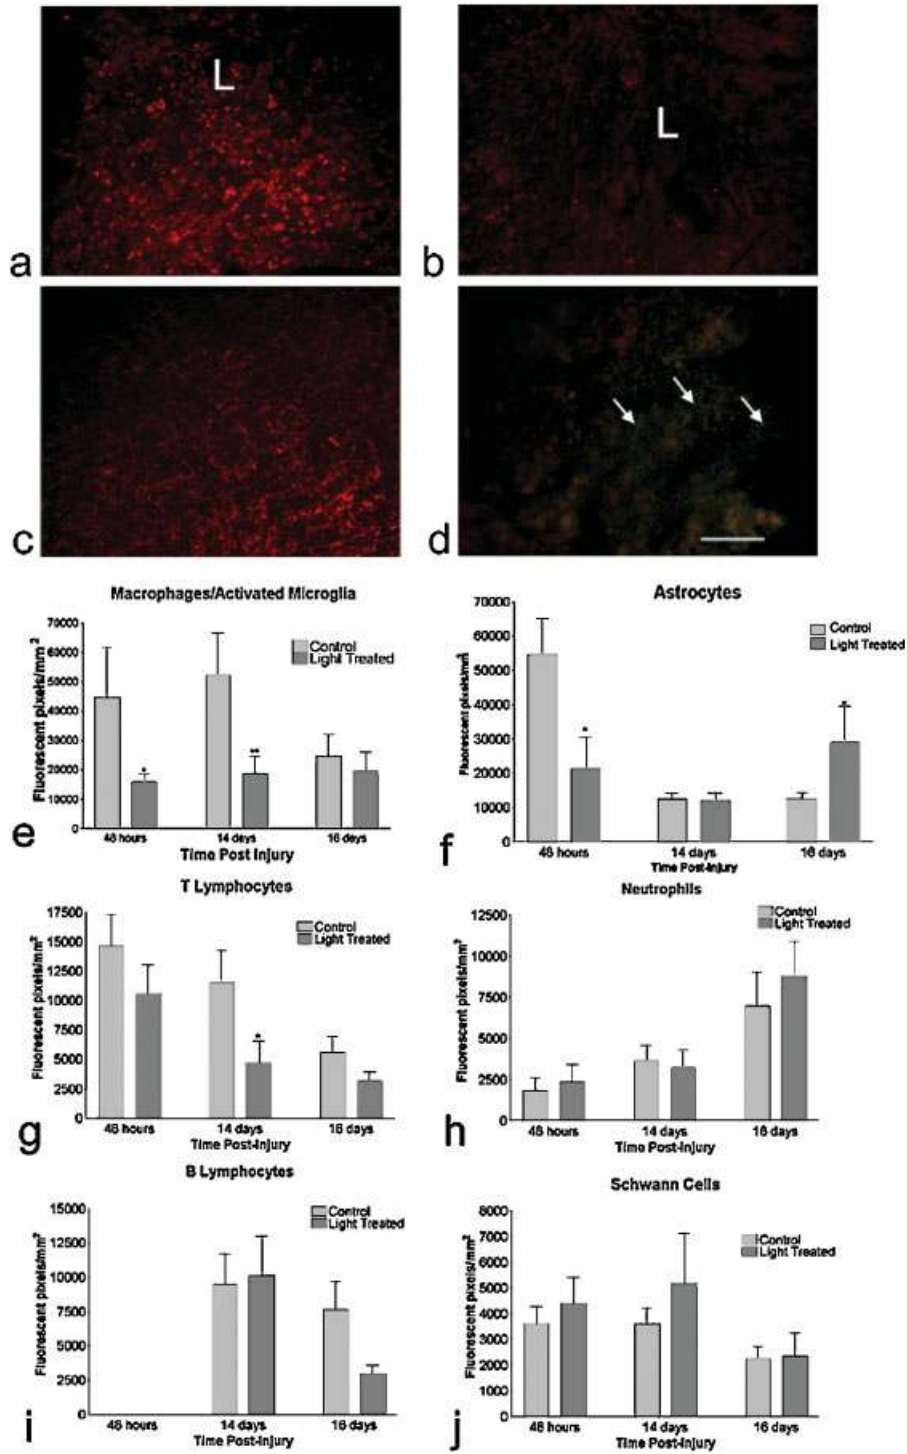 L
L
a
b
c
d
Macrophages/Activated Microglia
Fluorescent pixels/mm²
70000
60000
50000
40000
30000
20000
10000
0
Control
Light Treated
*
**
48 hours
14 days
16 days
Time Post Injury
e
Astrocytes
Fluorescent pixels/mm²
70000
60000
50000
40000
30000
20000
10000
0
Control
Light Treated
*
*
48 hours
14 days
16 days
Time Post-Injury
f
T Lymphocytes
Fluorescent pixels/mm²
17500
15000
12500
10000
7500
5000
2500
0
Control
Light Treated
*
48 hours
14 days
16 days
Time Post-Injury
g
Neutrophils
Fluorescent pixels/mm²
12500
10000
7500
5000
2500
0
Control
Light Treated
48 hours
14 days
16 days
Time Post-Injury
h
B Lymphocytes
Fluorescent pixels/mm²
15000
12500
10000
7500
5000
2500
0
Control
Light Treated
48 hours
14 days
16 days
Time Post-Injury
i
Schwann Cells
Fluorescent pixels/mm²
8000
7000
6000
5000
4000
3000
2000
1000
0
Control
Light Treated
48 hours
14 days
16 days
Time Post-Injury
j